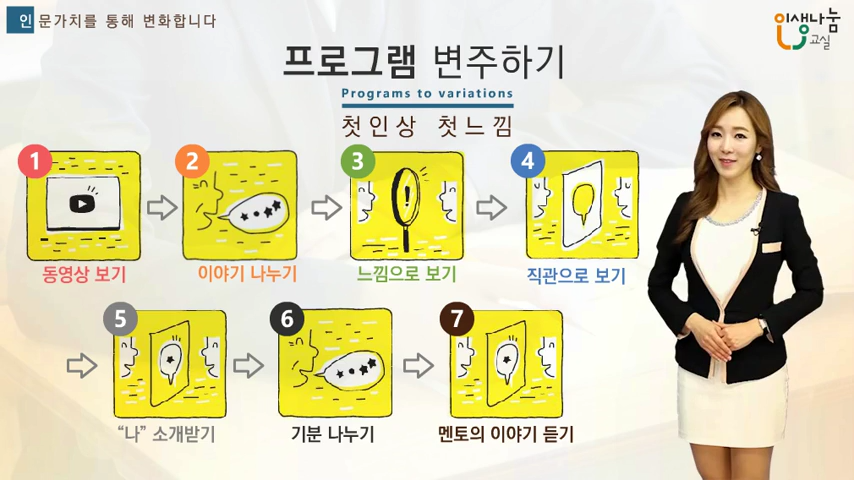 인문가치를 통해 변화합니다
인생나눔
교실
프로그램 변주하기
Programs to variations
첫인상 첫느낌
1
2
3
4
동영상 보기
이야기 나누기
느낌으로 보기
직관으로 보기
5
6
7
“나” 소개받기
기분 나누기
멘토의 이야기 듣기